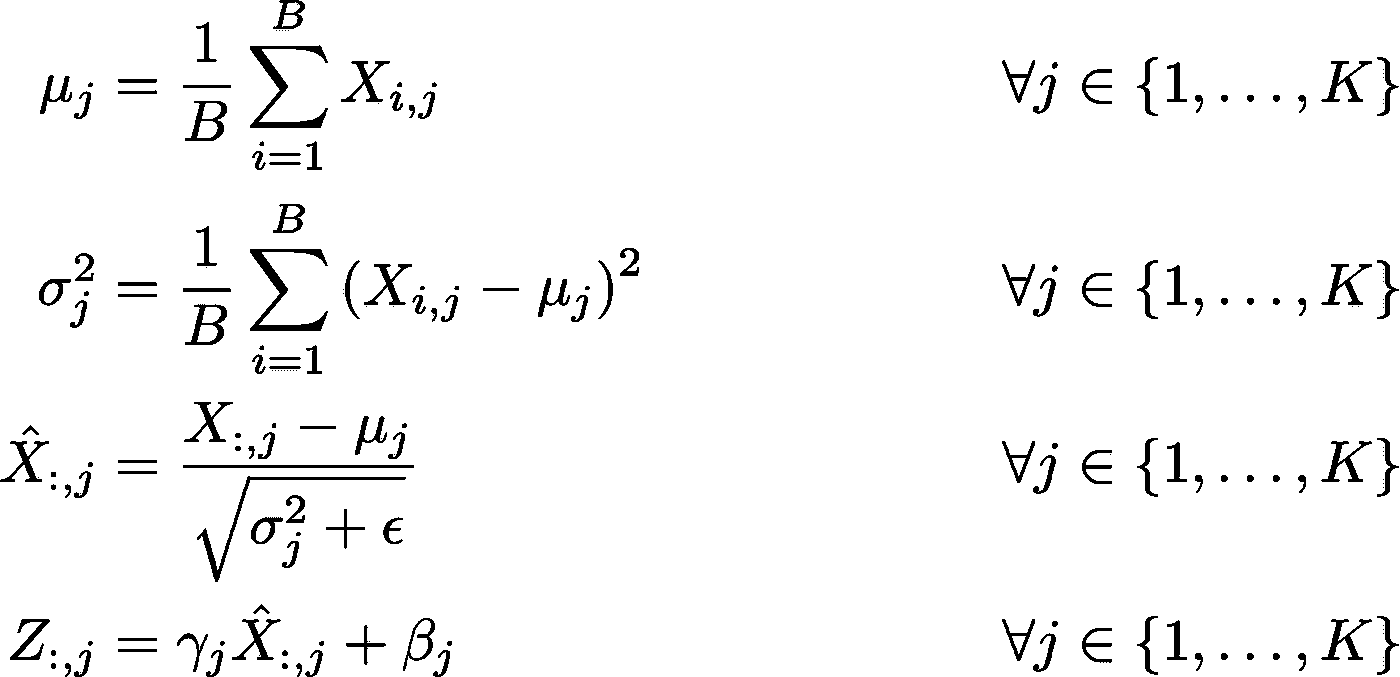 μ_j = \frac{1}{B} \sum_{i=1}^{B} X_{i,j} ∀j ∈ {1, …, K}
σ_j^2 = \frac{1}{B} \sum_{i=1}^{B} (X_{i,j} − μ_j)^2 ∀j ∈ {1, …, K}
\hat{X}_{:,j} = \frac{X_{:,j} − μ_j}{\sqrt{σ_j^2 + ϵ}} ∀j ∈ {1, …, K}
Z_{:,j} = γ_j \hat{X}_{:,j} + β_j ∀j ∈ {1, …, K}